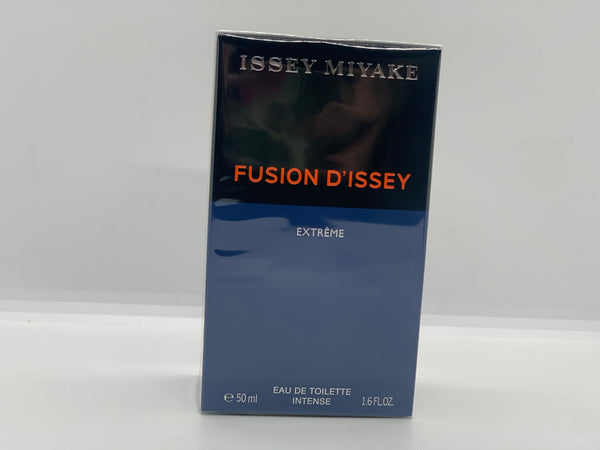 ISSEY MIYAKE
FUSION D'ISSEY
EXTRÊME
EAU DE TOILETTE
INTENSE
℮ 50 ml
1.6 FL.OZ.